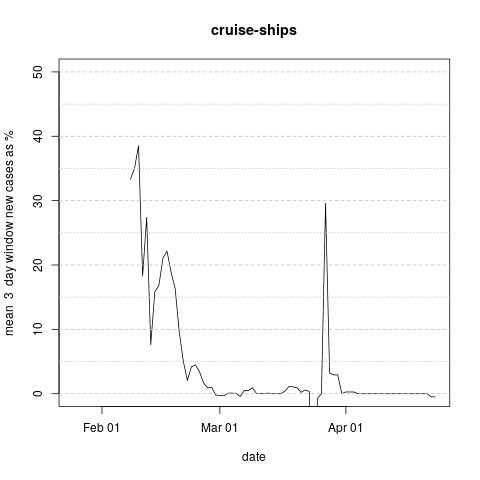 cruise-ships
mean  3  day window new cases as %
50
40
30
20
10
0
Feb 01
Mar 01
Apr 01
date